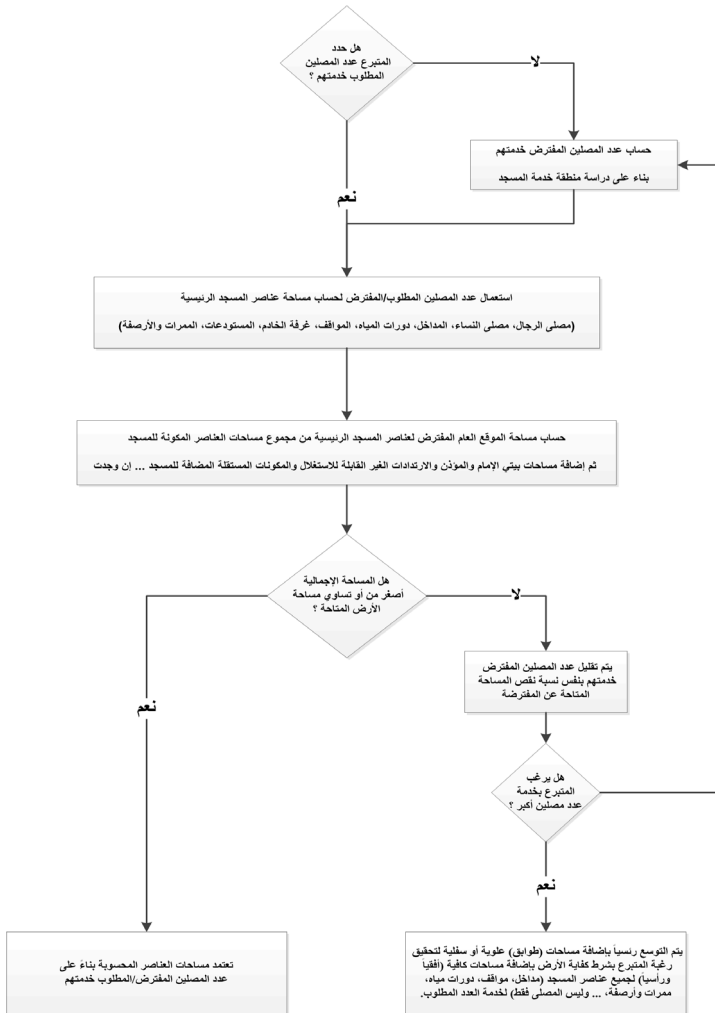 هل حدد
المتبرع عدد المصلين
المطلوب خدمتهم ؟
لا
حساب عدد المصلين المفترض خدمتهم
بناء على دراسة منطقة خدمة المسجد
نعم
استعمال عدد المصلين المطلوب/المفترض لحساب مساحة عناصر المسجد الرئيسية
(مصلى الرجال، مصلى النساء، المداخل، دورات المياه، المواقف، غرفة الخادم، المستودعات، الممرات والأرصفة)
حساب مساحة الموقع العام المفترض لعناصر المسجد الرئيسية من مجموع مساحات العناصر المكونة للمسجد
ثم إضافة مساحات بيتي الإمام والمؤذن والارتدادات الغير القابلة للاستغلال والمكونات المستقلة المضافة للمسجد ... إن وجدت
هل المساحة الإجمالية
أصغر من أو تساوي مساحة
الأرض المتاحة ؟
لا
يتم تقليل عدد المصلين المفترض
خدمتهم بنفس نسبة نقص المساحة
المتاحة عن المفترضة
نعم
هل يرغب
المتبرع بخدمة
عدد مصلين أكبر ؟
نعم
يتم التوسع رئسياً بإضافة مساحات (طوابق) علوية أو سفلية لتحقيق
رغبة المتبرع بشرط كفاية الأرض بإضافة مساحات كافية (أفقياً
ورأسياً) لجميع عناصر المسجد (مداخل، مواقف، دورات مياه،
ممرات وأرصفة، ... وليس المصلى فقط) لخدمة العدد المطلوب.
تعتمد مساحات العناصر المحسوبة بناءً على
عدد المصلين المفترض/المطلوب خدمتهم